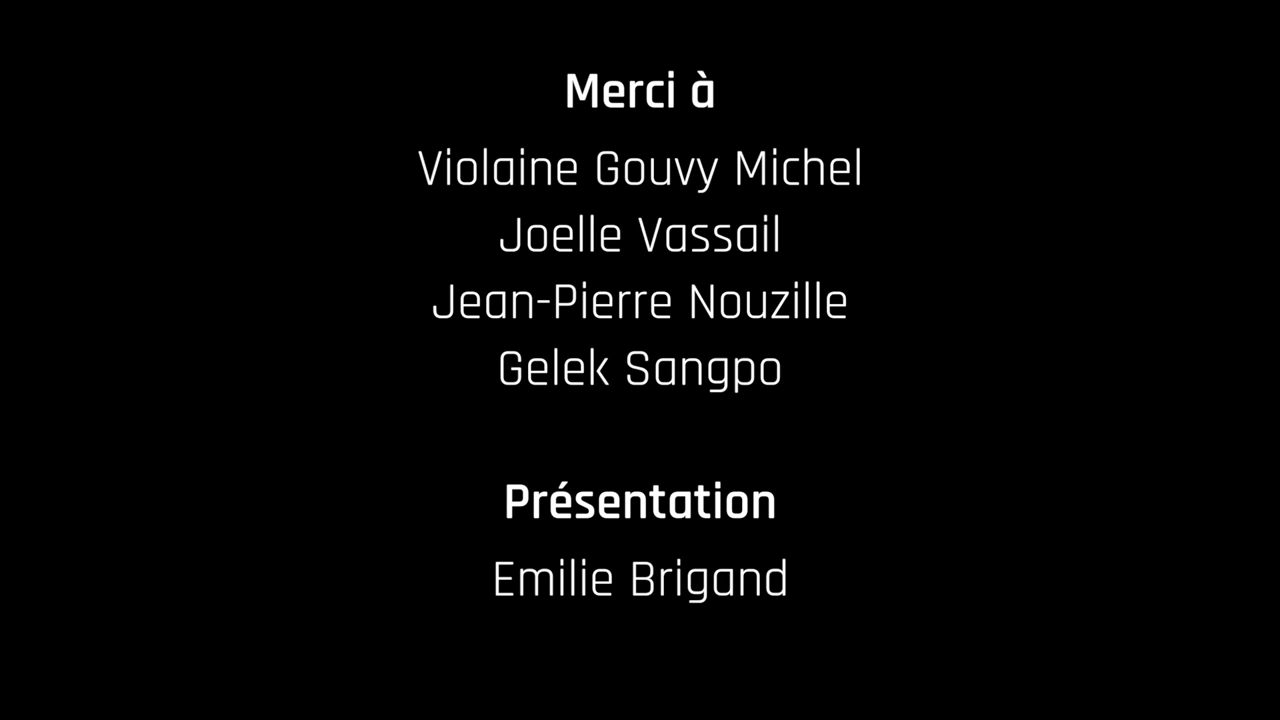 Merci à
Violaine Gouvy Michel
Joelle Vassail
Jean-Pierre Nouzille
Gelek Sangpo
Présentation
Emilie Brigand